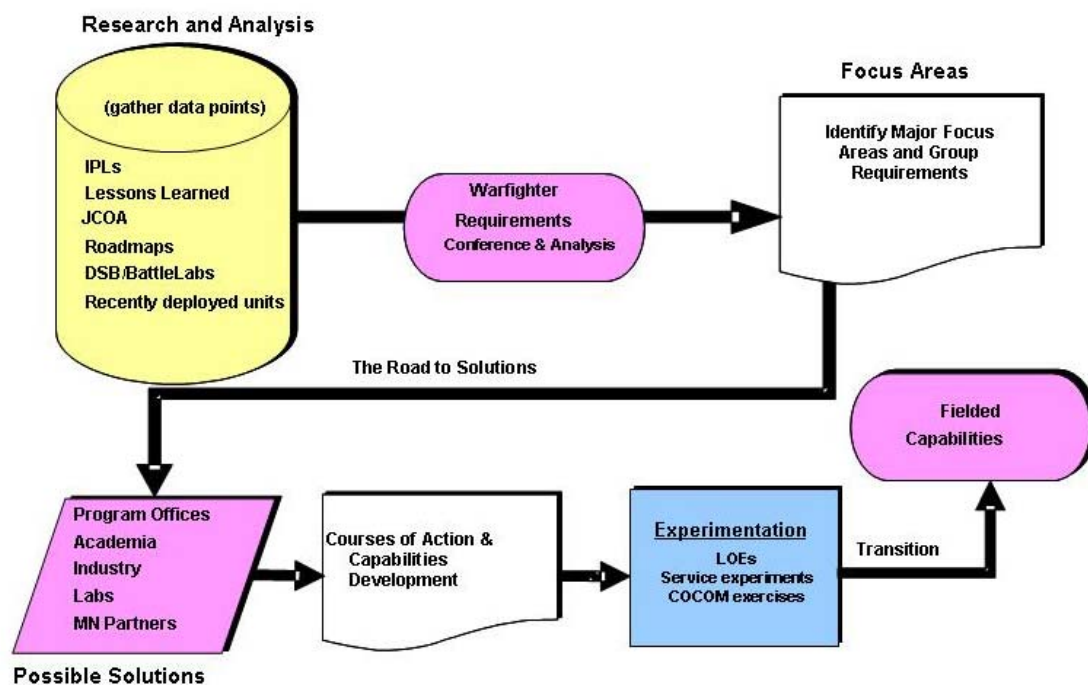 Research and Analysis
(gather data points)
IPLs
Lessons Learned
JCOA
Roadmaps
DSB/BattleLabs
Recently deployed units
Warfighter
Requirements
Conference & Analysis
Focus Areas
Identify Major Focus
Areas and Group
Requirements
The Road to Solutions
Program Offices
Academia
Industry
Labs
MN Partners
Possible Solutions
Courses of Action &
Capabilities
Development
Experimentation
LOEs
Service experiments
COCOM exercises
Transition
Fielded
Capabilities